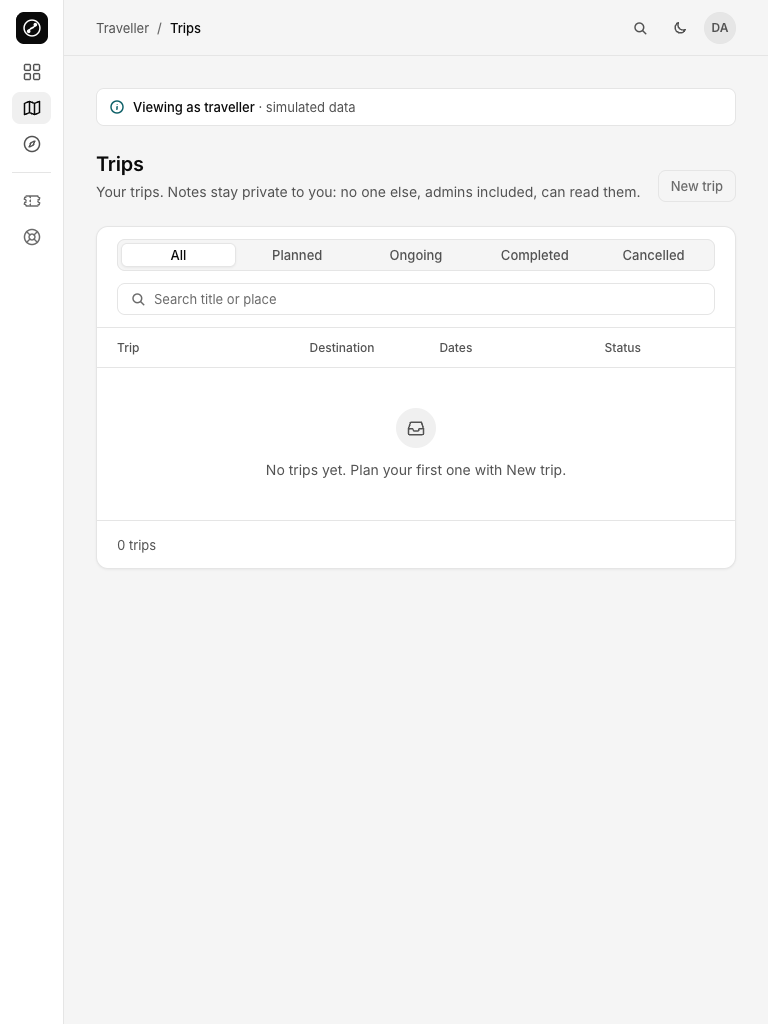 Traveller / Trips
DA
Viewing as traveller · simulated data
Trips
Your trips. Notes stay private to you: no one else, admins included, can read them.
New trip
All Planned Ongoing Completed Cancelled
Search title or place
Trip Destination Dates Status
No trips yet. Plan your first one with New trip.
0 trips